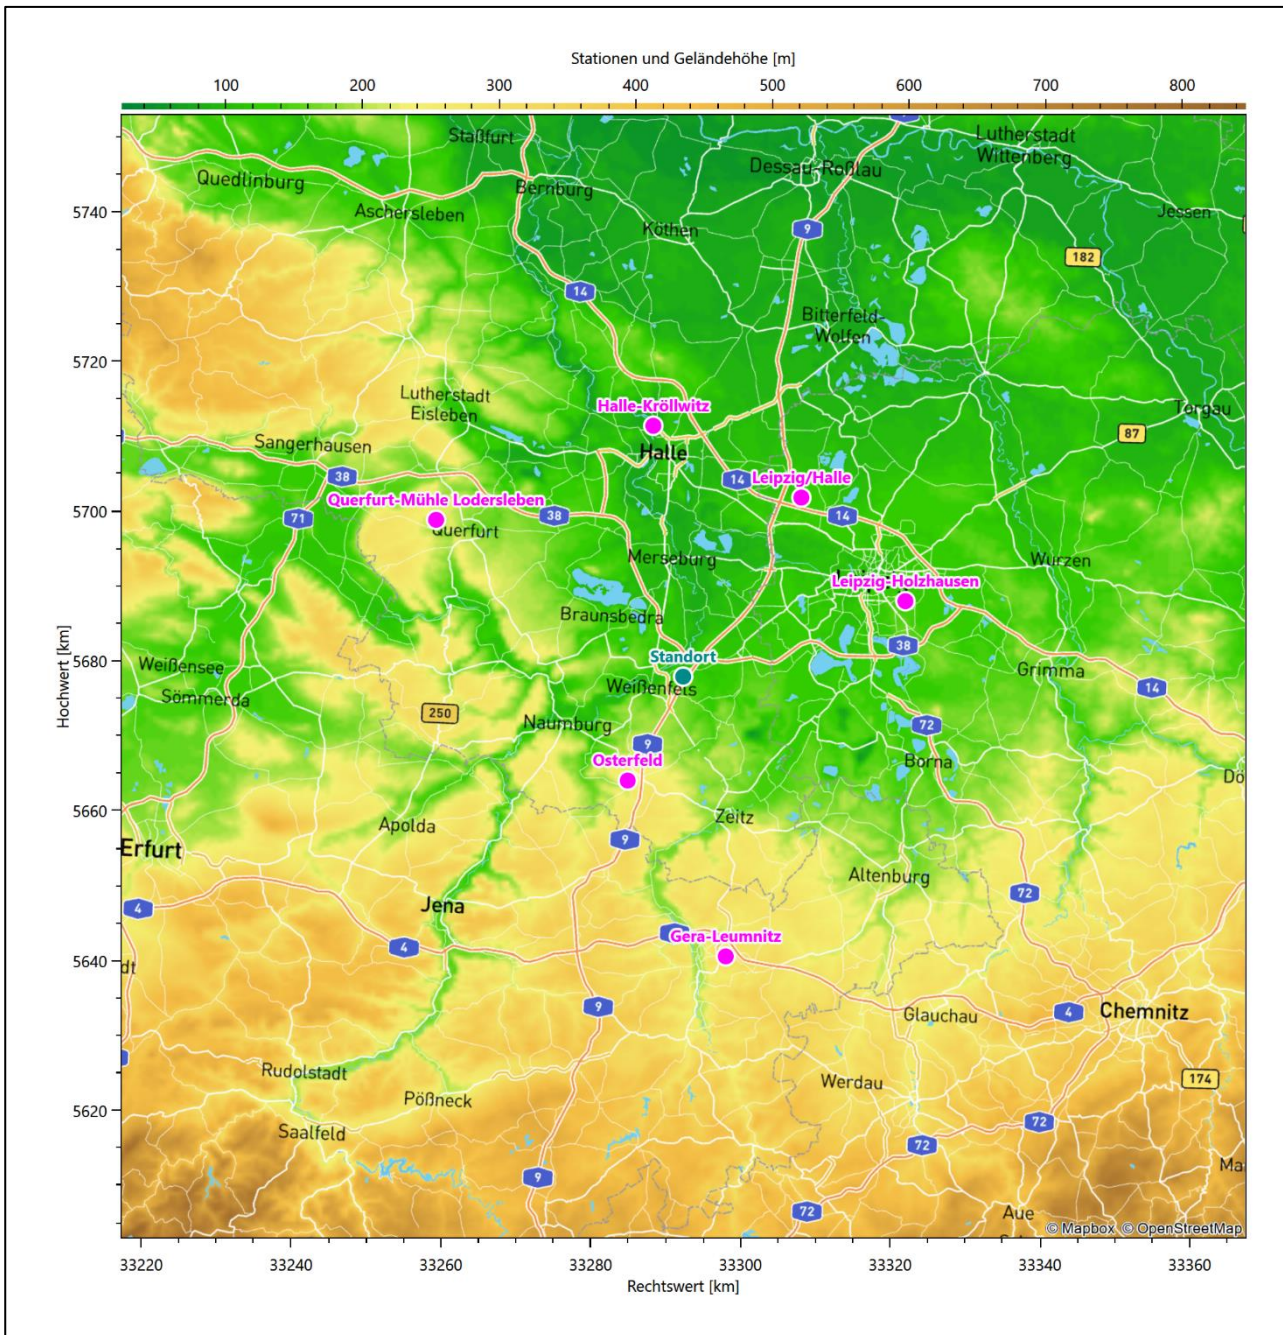 Stationen und Geländehöhe [m]
100 200 300 400 500 600 700 800
Staßfurt
Lutherstadt
Wittenberg
Dessau-Roßlau
Quedlinburg
Bernburg
Aschersleben
Jessen
5740
Köthen
9
182
14
Bitterfeld-
Wolfen
5720
Lutherstadt
Eisleben
Halle-Kröllwitz
Torgau
87
Sangerhausen
Halle
38
14
Leipzig/Halle
Querfurt-Mühle Lodersleben
5700
71
38
14
Querfurt
Merseburg
Wurzen
Leipzig-Holzhausen
Braunsbedra
38
Hochwert [km]
5680
Standort
Weißensee
Grimma
Weißenfels
14
Sömmerda
250
Naumburg
72
9
Osterfeld
Borna
Dö
5660
Zeitz
Apolda
9
Erfurt
Altenburg
72
4
Jena
Gera-Leumnitz
4
5640
dt
9
Glauchau
4
Chemnitz
Rudolstadt
Werdau
174
Pößneck
5620
Saalfeld
72
72
Ma
9
72
Aue
© Mapbox © OpenStreetMap
33220 33240 33260 33280 33300 33320 33340 33360
Rechtswert [km]